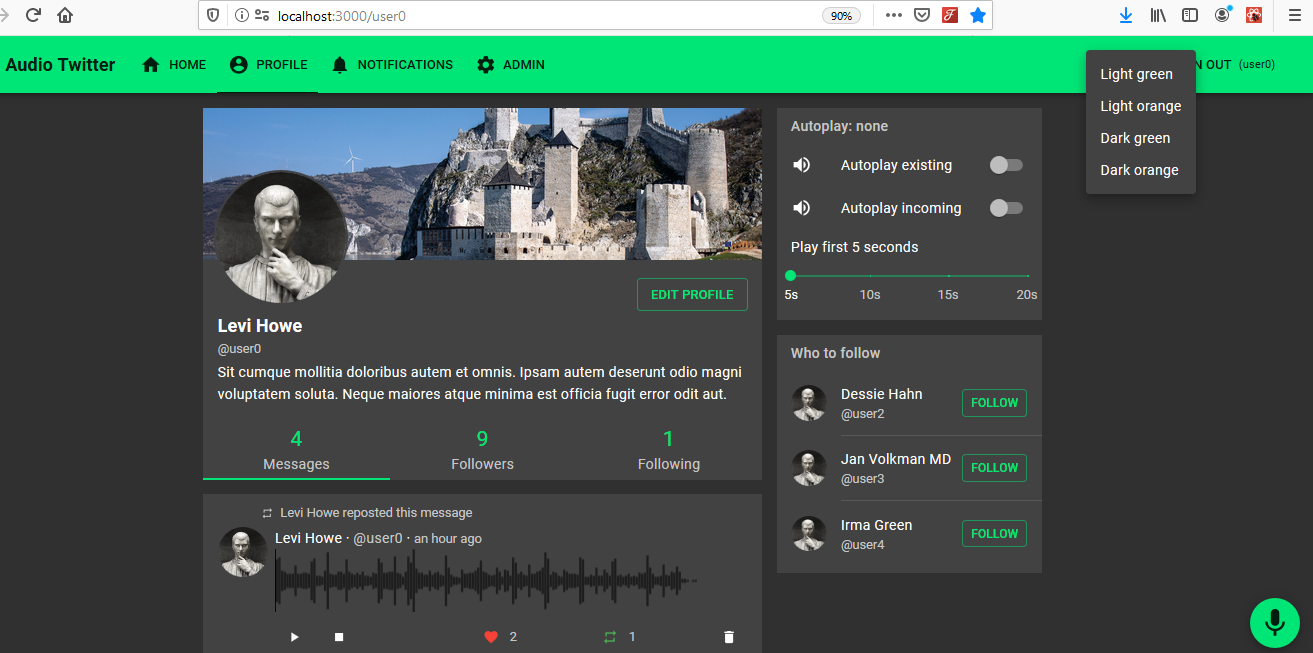 localhost:3000/user0
90%
Audio Twitter
HOME
PROFILE
NOTIFICATIONS
ADMIN
OUT (user0)
Light green
Light orange
Dark green
Dark orange
Levi Howe
@user0
EDIT PROFILE
Sit cumque mollitia doloribus autem et omnis. Ipsam autem deserunt odio magni
voluptatem soluta. Neque maiores atque minima est officia fugit error odit aut.
4
Messages
9
Followers
1
Following
Levi Howe reposted this message
Levi Howe · @user0 · an hour ago
2
1
Autoplay: none
Autoplay existing
Autoplay incoming
Play first 5 seconds
5s 10s 15s 20s
Who to follow
Dessie Hahn
@user2
FOLLOW
Jan Volkman MD
@user3
FOLLOW
Irma Green
@user4
FOLLOW